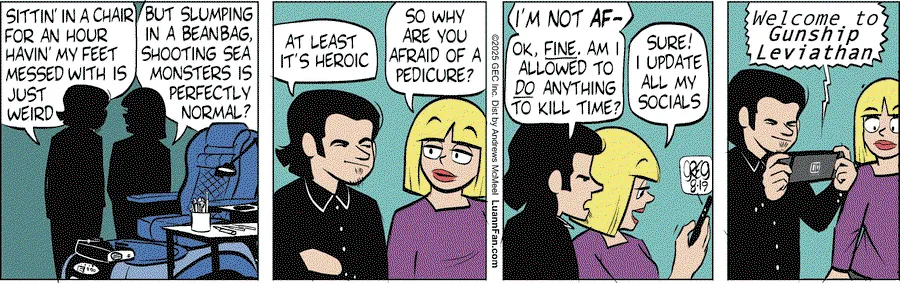 SITTIN' IN A CHAIR
FOR AN HOUR
HAVIN' MY FEET
MESSED WITH IS
JUST
WEIRD
BUT SLUMPING
IN A BEANBAG,
SHOOTING SEA
MONSTERS IS
PERFECTLY
NORMAL?
AT LEAST
IT'S HEROIC
SO WHY
ARE YOU
AFRAID OF A
PEDICURE?
©2025 GEC Inc. Dist by Andrews McMeel LuannFan.com
I'M NOT AF-
OK, FINE. AM I
ALLOWED TO
DO ANYTHING
TO KILL TIME?
SURE!
I UPDATE
ALL MY
SOCIALS
8-19
Welcome to
Gunship
Leviathan